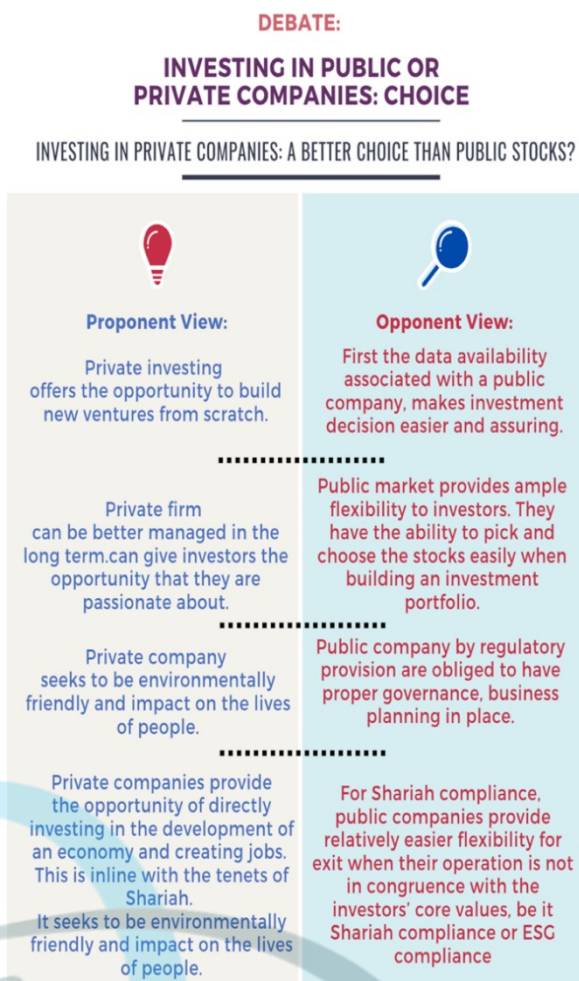 DEBATE:
INVESTING IN PUBLIC OR
PRIVATE COMPANIES: CHOICE
INVESTING IN PRIVATE COMPANIES: A BETTER CHOICE THAN PUBLIC STOCKS?
Proponent View:
Private investing
offers the opportunity to build
new ventures from scratch.
Private firm
can be better managed in the
long term.can give investors the
opportunity that they are
passionate about.
Private company
seeks to be environmentally
friendly and impact on the lives
of people.
Private companies provide
the opportunity of directly
investing in the development of
an economy and creating jobs.
This is inline with the tenets of
Shariah.
It seeks to be environmentally
friendly and impact on the lives
of people.
Opponent View:
First the data availability
associated with a public
company, makes investment
decision easier and assuring.
Public market provides ample
flexibility to investors. They
have the ability to pick and
choose the stocks easily when
building an investment
portfolio.
Public company by regulatory
provision are obliged to have
proper governance, business
planning in place.
For Shariah compliance,
public companies provide
relatively easier flexibility for
exit when their operation is not
in congruence with the
investors' core values, be it
Shariah compliance or ESG
compliance